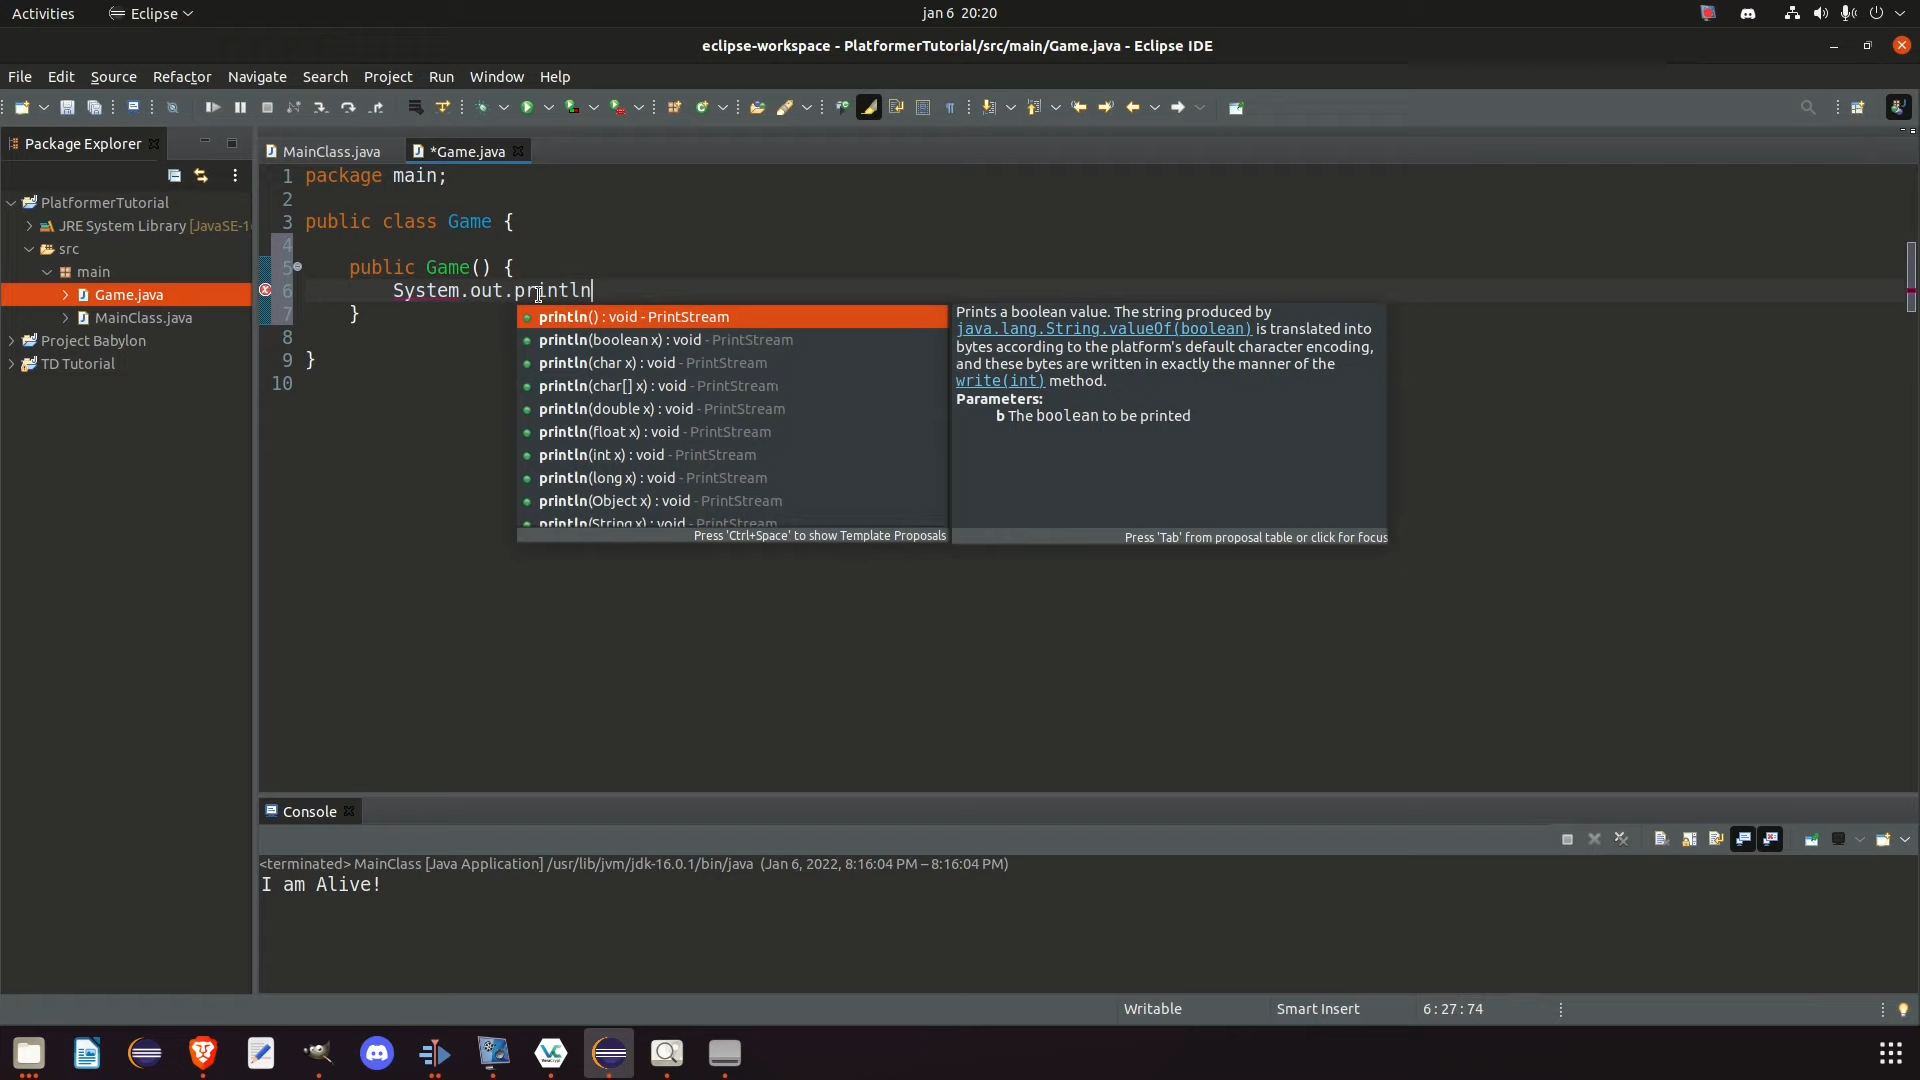 Activities
Eclipse
jan 6 20:20
eclipse-workspace - PlatformerTutorial/src/main/Game.java - Eclipse IDE
File Edit Source Refactor Navigate Search Project Run Window Help
Package Explorer
MainClass.java
*Game.java
PlatformerTutorial
JRE System Library [JavaSE-1
src
main
Game.java
MainClass.java
Project Babylon
TD Tutorial
1 package main;
2
3 public class Game {
4
5 public Game() {
6 System.out.println
7 }
8
9 }
10
println() : void - PrintStream
println(boolean x) : void - PrintStream
println(char x) : void - PrintStream
println(char[] x) : void - PrintStream
println(double x) : void - PrintStream
println(float x) : void - PrintStream
println(int x) : void - PrintStream
println(long x) : void - PrintStream
println(Object x) : void - PrintStream
println(String x) : void - PrintStream
Press 'Ctrl+Space' to show Template Proposals
Prints a boolean value. The string produced by
java.lang.String.valueOf(boolean) is translated into
bytes according to the platform's default character encoding,
and these bytes are written in exactly the manner of the
write(int) method.
Parameters:
b The boolean to be printed
Press 'Tab' from proposal table or click for focus
Console
<terminated> MainClass [Java Application] /usr/lib/jvm/jdk-16.0.1/bin/java (Jan 6, 2022, 8:16:04 PM – 8:16:04 PM)
I am Alive!
Writable
Smart Insert
6 : 27 : 74